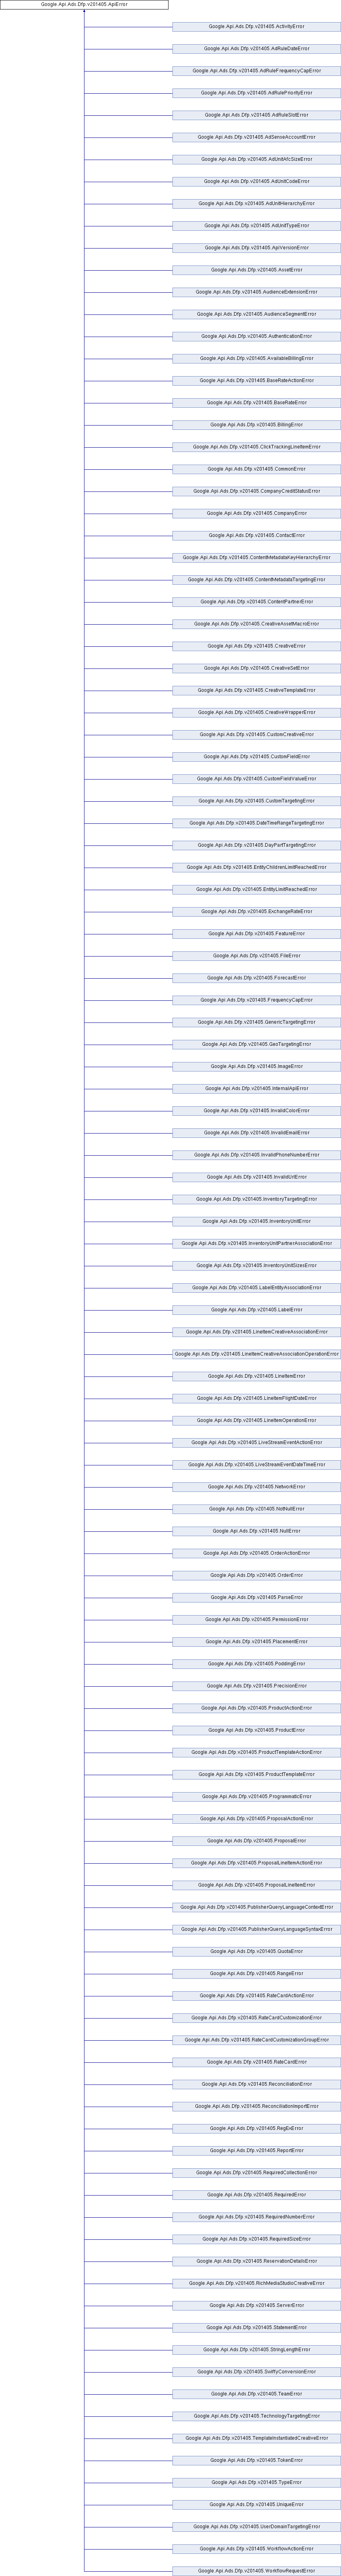 Google.Api.Ads.Dfp.v201405.ApiError
Google.Api.Ads.Dfp.v201405.ActivityError
Google.Api.Ads.Dfp.v201405.AdRuleDateError
Google.Api.Ads.Dfp.v201405.AdRuleFrequencyCapError
Google.Api.Ads.Dfp.v201405.AdRulePriorityError
Google.Api.Ads.Dfp.v201405.AdRuleSlotError
Google.Api.Ads.Dfp.v201405.AdSenseAccountError
Google.Api.Ads.Dfp.v201405.AdUnitAfcSizeError
Google.Api.Ads.Dfp.v201405.AdUnitCodeError
Google.Api.Ads.Dfp.v201405.AdUnitHierarchyError
Google.Api.Ads.Dfp.v201405.AdUnitTypeError
Google.Api.Ads.Dfp.v201405.ApiVersionError
Google.Api.Ads.Dfp.v201405.AssetError
Google.Api.Ads.Dfp.v201405.AudienceExtensionError
Google.Api.Ads.Dfp.v201405.AudienceSegmentError
Google.Api.Ads.Dfp.v201405.AuthenticationError
Google.Api.Ads.Dfp.v201405.AvailableBillingError
Google.Api.Ads.Dfp.v201405.BaseRateActionError
Google.Api.Ads.Dfp.v201405.BaseRateError
Google.Api.Ads.Dfp.v201405.BillingError
Google.Api.Ads.Dfp.v201405.ClickTrackingLineItemError
Google.Api.Ads.Dfp.v201405.CommonError
Google.Api.Ads.Dfp.v201405.CompanyCreditStatusError
Google.Api.Ads.Dfp.v201405.CompanyError
Google.Api.Ads.Dfp.v201405.ContactError
Google.Api.Ads.Dfp.v201405.ContentMetadataKeyHierarchyError
Google.Api.Ads.Dfp.v201405.ContentMetadataTargetingError
Google.Api.Ads.Dfp.v201405.ContentPartnerError
Google.Api.Ads.Dfp.v201405.CreativeAssetMacroError
Google.Api.Ads.Dfp.v201405.CreativeError
Google.Api.Ads.Dfp.v201405.CreativeSetError
Google.Api.Ads.Dfp.v201405.CreativeTemplateError
Google.Api.Ads.Dfp.v201405.CreativeWrapperError
Google.Api.Ads.Dfp.v201405.CustomCreativeError
Google.Api.Ads.Dfp.v201405.CustomFieldError
Google.Api.Ads.Dfp.v201405.CustomFieldValueError
Google.Api.Ads.Dfp.v201405.CustomTargetingError
Google.Api.Ads.Dfp.v201405.DateTimeRangeTargetingError
Google.Api.Ads.Dfp.v201405.DayPartTargetingError
Google.Api.Ads.Dfp.v201405.EntityChildrenLimitReachedError
Google.Api.Ads.Dfp.v201405.EntityLimitReachedError
Google.Api.Ads.Dfp.v201405.ExchangeRateError
Google.Api.Ads.Dfp.v201405.FeatureError
Google.Api.Ads.Dfp.v201405.FileError
Google.Api.Ads.Dfp.v201405.ForecastError
Google.Api.Ads.Dfp.v201405.FrequencyCapError
Google.Api.Ads.Dfp.v201405.GenericTargetingError
Google.Api.Ads.Dfp.v201405.GeoTargetingError
Google.Api.Ads.Dfp.v201405.ImageError
Google.Api.Ads.Dfp.v201405.InternalApiError
Google.Api.Ads.Dfp.v201405.InvalidColorError
Google.Api.Ads.Dfp.v201405.InvalidEmailError
Google.Api.Ads.Dfp.v201405.InvalidPhoneNumberError
Google.Api.Ads.Dfp.v201405.InvalidUrlError
Google.Api.Ads.Dfp.v201405.InventoryTargetingError
Google.Api.Ads.Dfp.v201405.InventoryUnitError
Google.Api.Ads.Dfp.v201405.InventoryUnitPartnerAssociationError
Google.Api.Ads.Dfp.v201405.InventoryUnitSizesError
Google.Api.Ads.Dfp.v201405.LabelEntityAssociationError
Google.Api.Ads.Dfp.v201405.LabelError
Google.Api.Ads.Dfp.v201405.LineItemCreativeAssociationError
Google.Api.Ads.Dfp.v201405.LineItemCreativeAssociationOperationError
Google.Api.Ads.Dfp.v201405.LineItemError
Google.Api.Ads.Dfp.v201405.LineItemFlightDateError
Google.Api.Ads.Dfp.v201405.LineItemOperationError
Google.Api.Ads.Dfp.v201405.LiveStreamEventActionError
Google.Api.Ads.Dfp.v201405.LiveStreamEventDateTimeError
Google.Api.Ads.Dfp.v201405.NetworkError
Google.Api.Ads.Dfp.v201405.NotNullError
Google.Api.Ads.Dfp.v201405.NullError
Google.Api.Ads.Dfp.v201405.OrderActionError
Google.Api.Ads.Dfp.v201405.OrderError
Google.Api.Ads.Dfp.v201405.ParseError
Google.Api.Ads.Dfp.v201405.PermissionError
Google.Api.Ads.Dfp.v201405.PlacementError
Google.Api.Ads.Dfp.v201405.PoddingError
Google.Api.Ads.Dfp.v201405.PrecisionError
Google.Api.Ads.Dfp.v201405.ProductActionError
Google.Api.Ads.Dfp.v201405.ProductError
Google.Api.Ads.Dfp.v201405.ProductTemplateActionError
Google.Api.Ads.Dfp.v201405.ProductTemplateError
Google.Api.Ads.Dfp.v201405.ProgrammaticError
Google.Api.Ads.Dfp.v201405.ProposalActionError
Google.Api.Ads.Dfp.v201405.ProposalError
Google.Api.Ads.Dfp.v201405.ProposalLineItemActionError
Google.Api.Ads.Dfp.v201405.ProposalLineItemError
Google.Api.Ads.Dfp.v201405.PublisherQueryLanguageContextError
Google.Api.Ads.Dfp.v201405.PublisherQueryLanguageSyntaxError
Google.Api.Ads.Dfp.v201405.QuotaError
Google.Api.Ads.Dfp.v201405.RangeError
Google.Api.Ads.Dfp.v201405.RateCardActionError
Google.Api.Ads.Dfp.v201405.RateCardCustomizationError
Google.Api.Ads.Dfp.v201405.RateCardCustomizationGroupError
Google.Api.Ads.Dfp.v201405.RateCardError
Google.Api.Ads.Dfp.v201405.ReconciliationError
Google.Api.Ads.Dfp.v201405.ReconciliationImportError
Google.Api.Ads.Dfp.v201405.RegExError
Google.Api.Ads.Dfp.v201405.ReportError
Google.Api.Ads.Dfp.v201405.RequiredCollectionError
Google.Api.Ads.Dfp.v201405.RequiredError
Google.Api.Ads.Dfp.v201405.RequiredNumberError
Google.Api.Ads.Dfp.v201405.RequiredSizeError
Google.Api.Ads.Dfp.v201405.ReservationDetailsError
Google.Api.Ads.Dfp.v201405.RichMediaStudioCreativeError
Google.Api.Ads.Dfp.v201405.ServerError
Google.Api.Ads.Dfp.v201405.StatementError
Google.Api.Ads.Dfp.v201405.StringLengthError
Google.Api.Ads.Dfp.v201405.SwiffyConversionError
Google.Api.Ads.Dfp.v201405.TeamError
Google.Api.Ads.Dfp.v201405.TechnologyTargetingError
Google.Api.Ads.Dfp.v201405.TemplateInstantiatedCreativeError
Google.Api.Ads.Dfp.v201405.TokenError
Google.Api.Ads.Dfp.v201405.TypeError
Google.Api.Ads.Dfp.v201405.UniqueError
Google.Api.Ads.Dfp.v201405.UserDomainTargetingError
Google.Api.Ads.Dfp.v201405.WorkflowActionError
Google.Api.Ads.Dfp.v201405.WorkflowRequestError